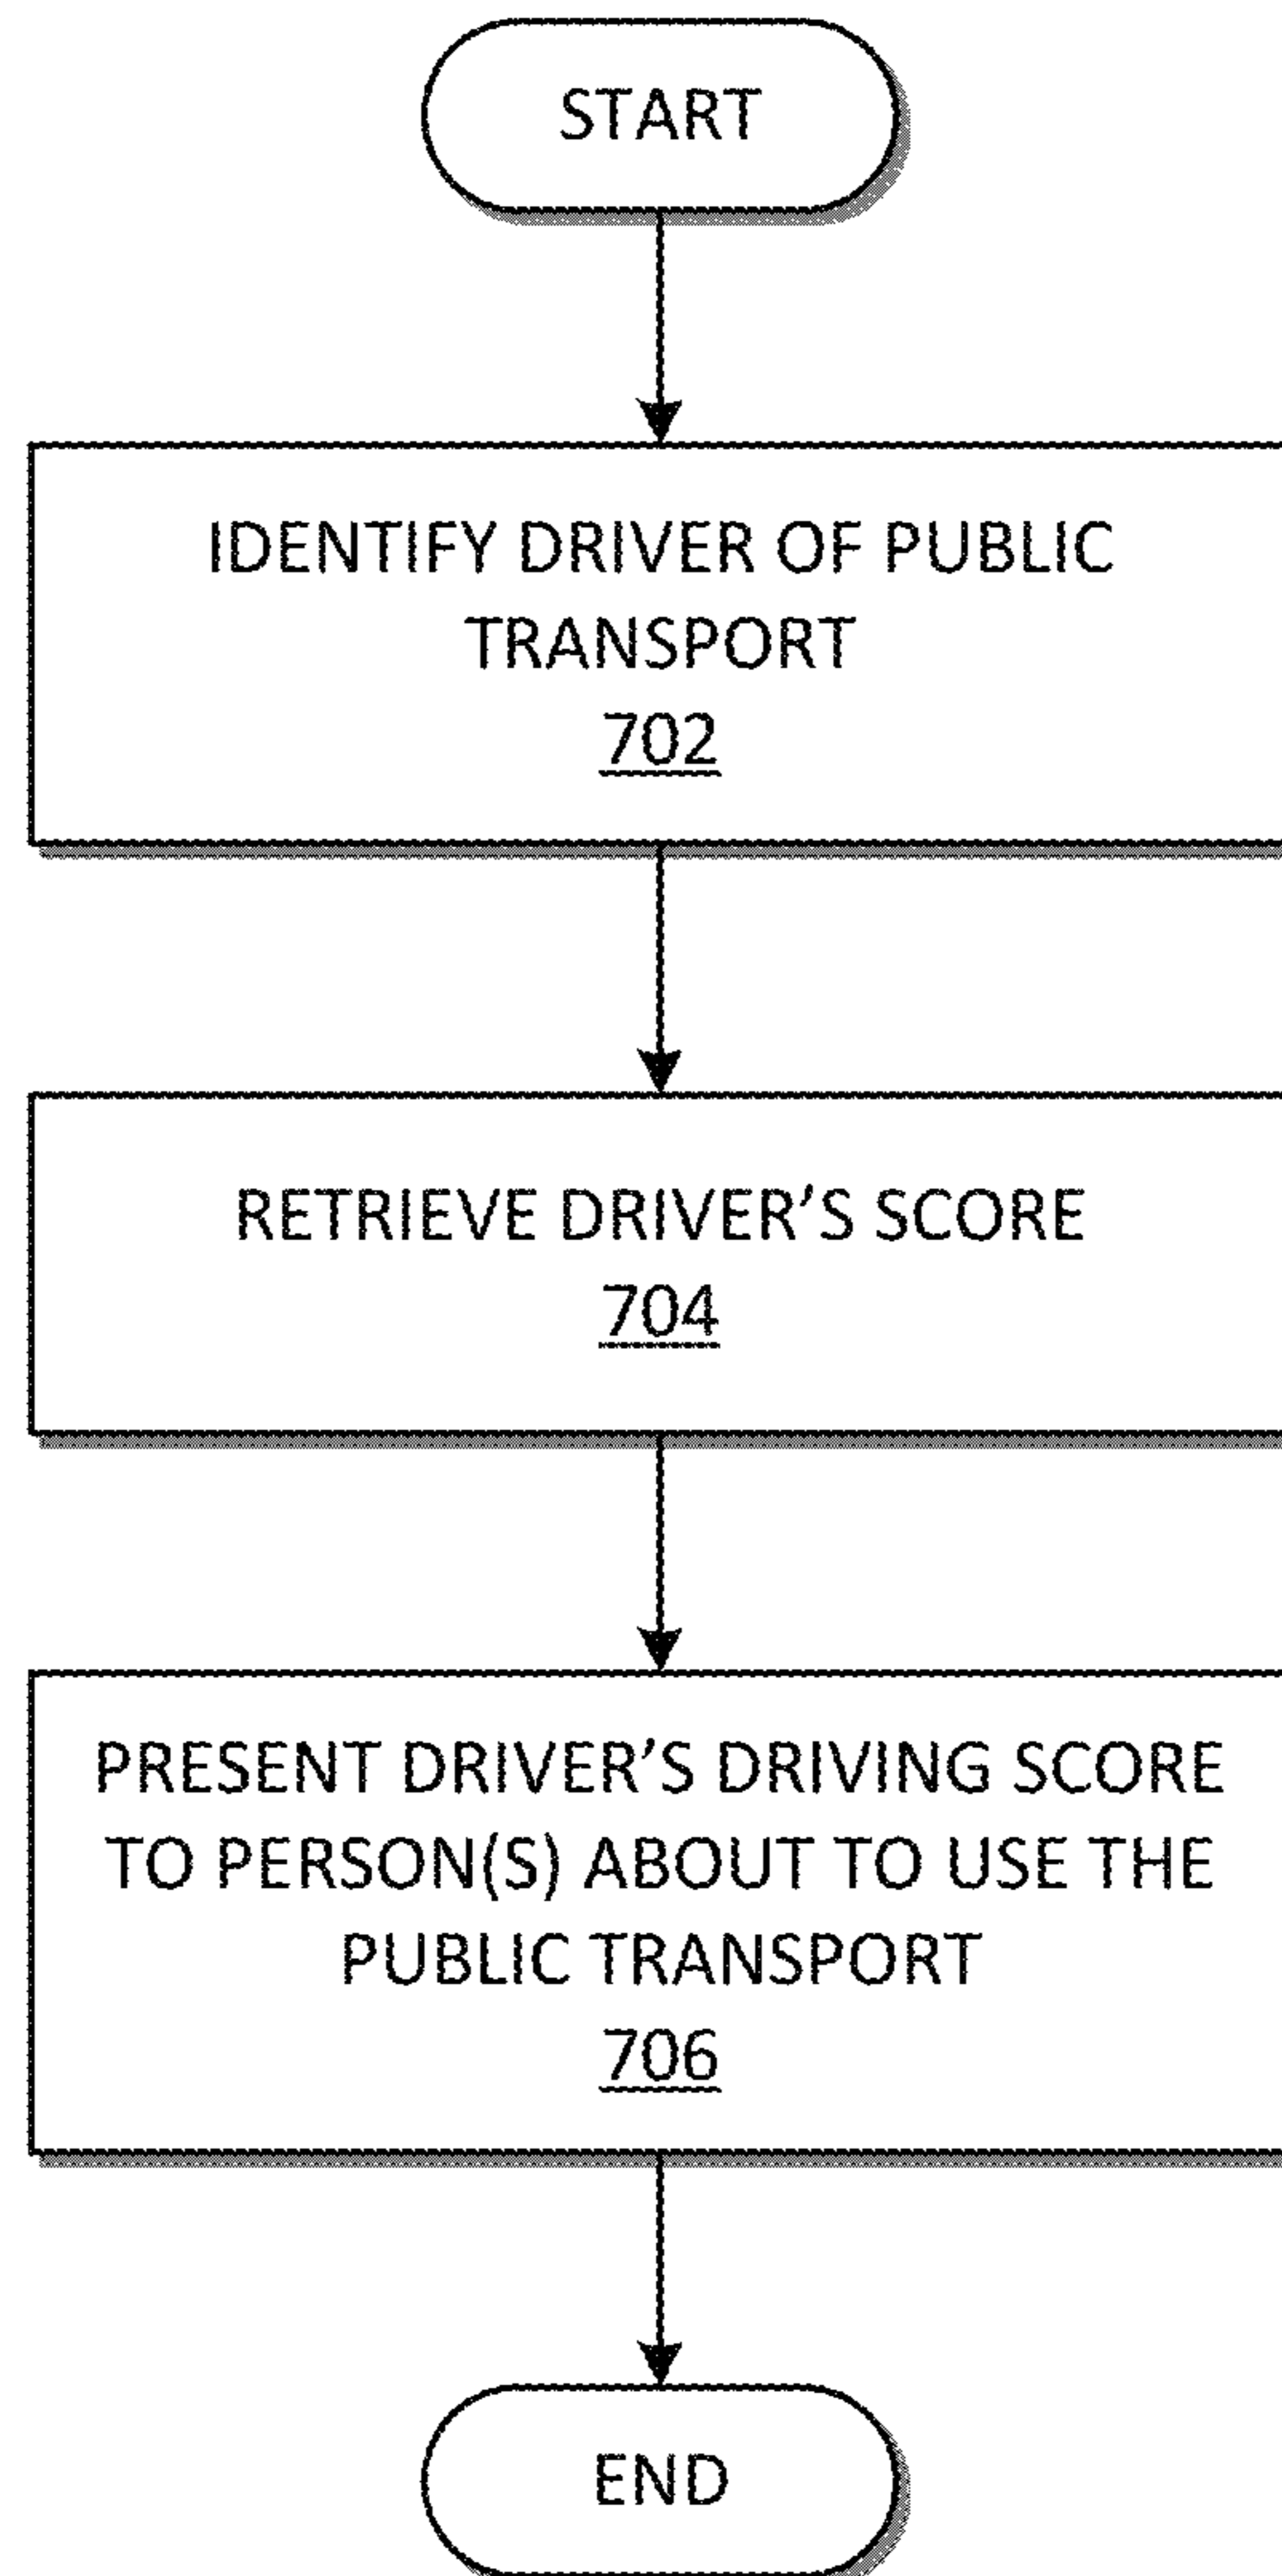 START
IDENTIFY DRIVER OF PUBLIC
TRANSPORT
702
RETRIEVE DRIVER’S SCORE
704
PRESENT DRIVER’S DRIVING SCORE
TO PERSON(S) ABOUT TO USE THE
PUBLIC TRANSPORT
706
END